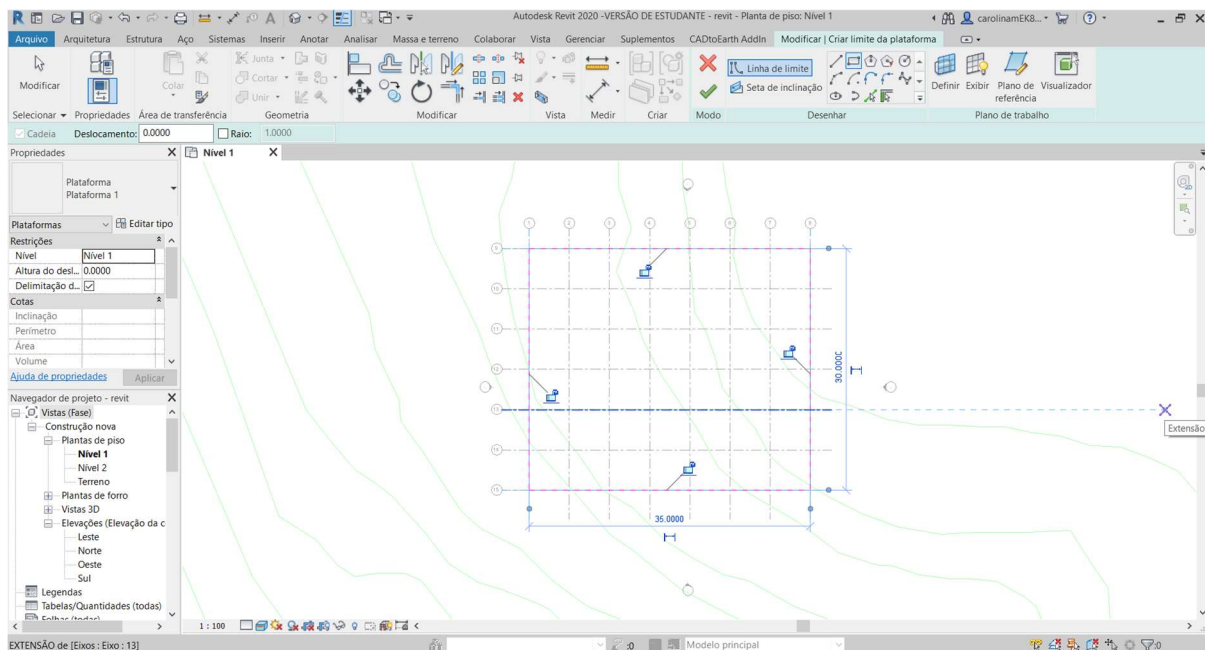 Autodesk Revit 2020 -VERSÃO DE ESTUDANTE - revit - Planta de piso: Nível 1
carolinamEK8...
Arquivo Arquitetura Estrutura Aço Sistemas Inserir Anotar Analisar Massa e terreno Colaborar Vista Gerenciar Suplementos CADtoEarth AddIn Modificar | Criar limite da plataforma
Modificar Colar Junta Cortar Unir Linha de limite Seta de inclinação Definir Exibir Plano de referência Visualizador
Selecionar Propriedades Área de transferência Geometria Modificar Vista Medir Criar Modo Desenhar Plano de trabalho
Cadeia Deslocamento: 0.0000 Raio: 1.0000
Propriedades
Nível 1
Plataforma
Plataforma 1
Plataformas Editar tipo
Restrições
Nível Nível 1
Altura do desl... 0.0000
Delimitação d...
Cotas
Inclinação
Perímetro
Área
Volume
Ajuda de propriedades Aplicar
Navegador de projeto - revit
Vistas (Fase)
Construção nova
Plantas de piso
Nível 1
Nível 2
Terreno
Plantas de forro
Vistas 3D
Elevações (Elevação da c
Leste
Norte
Oeste
Sul
Legendas
Tabelas/Quantidades (todas)
Folhas (todas)
1 2 3 4 5 6 7 8
9
10
11
12
13
14
15
30.0000
35.0000
Extensão
1 : 100
EXTENSÃO de [Eixos : Eixo : 13]
:0 Modelo principal :0